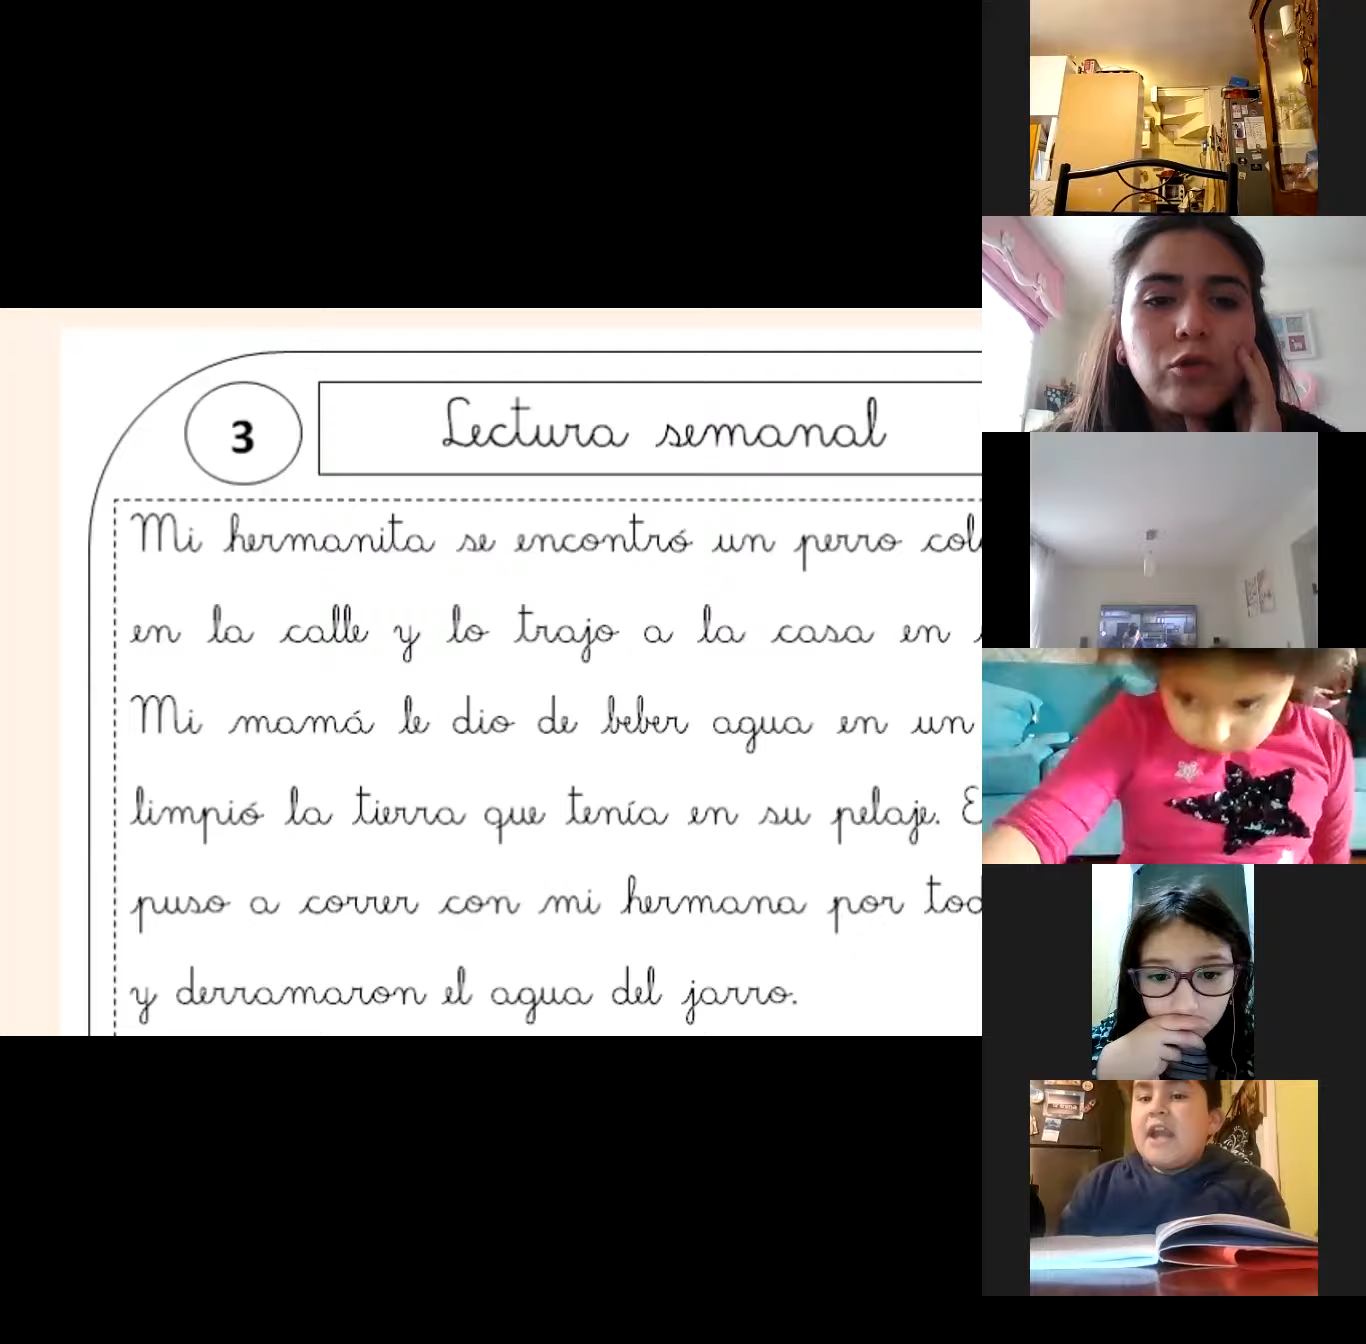 3
Lectura semanal
Mi hermanita se encontró un perro
en la calle y lo trajo a la casa en
Mi mamá le dio de beber agua en un
limpió la tierra que tenía en su pelaje.
puso a correr con mi hermana por
y derramaron el agua del jarro.